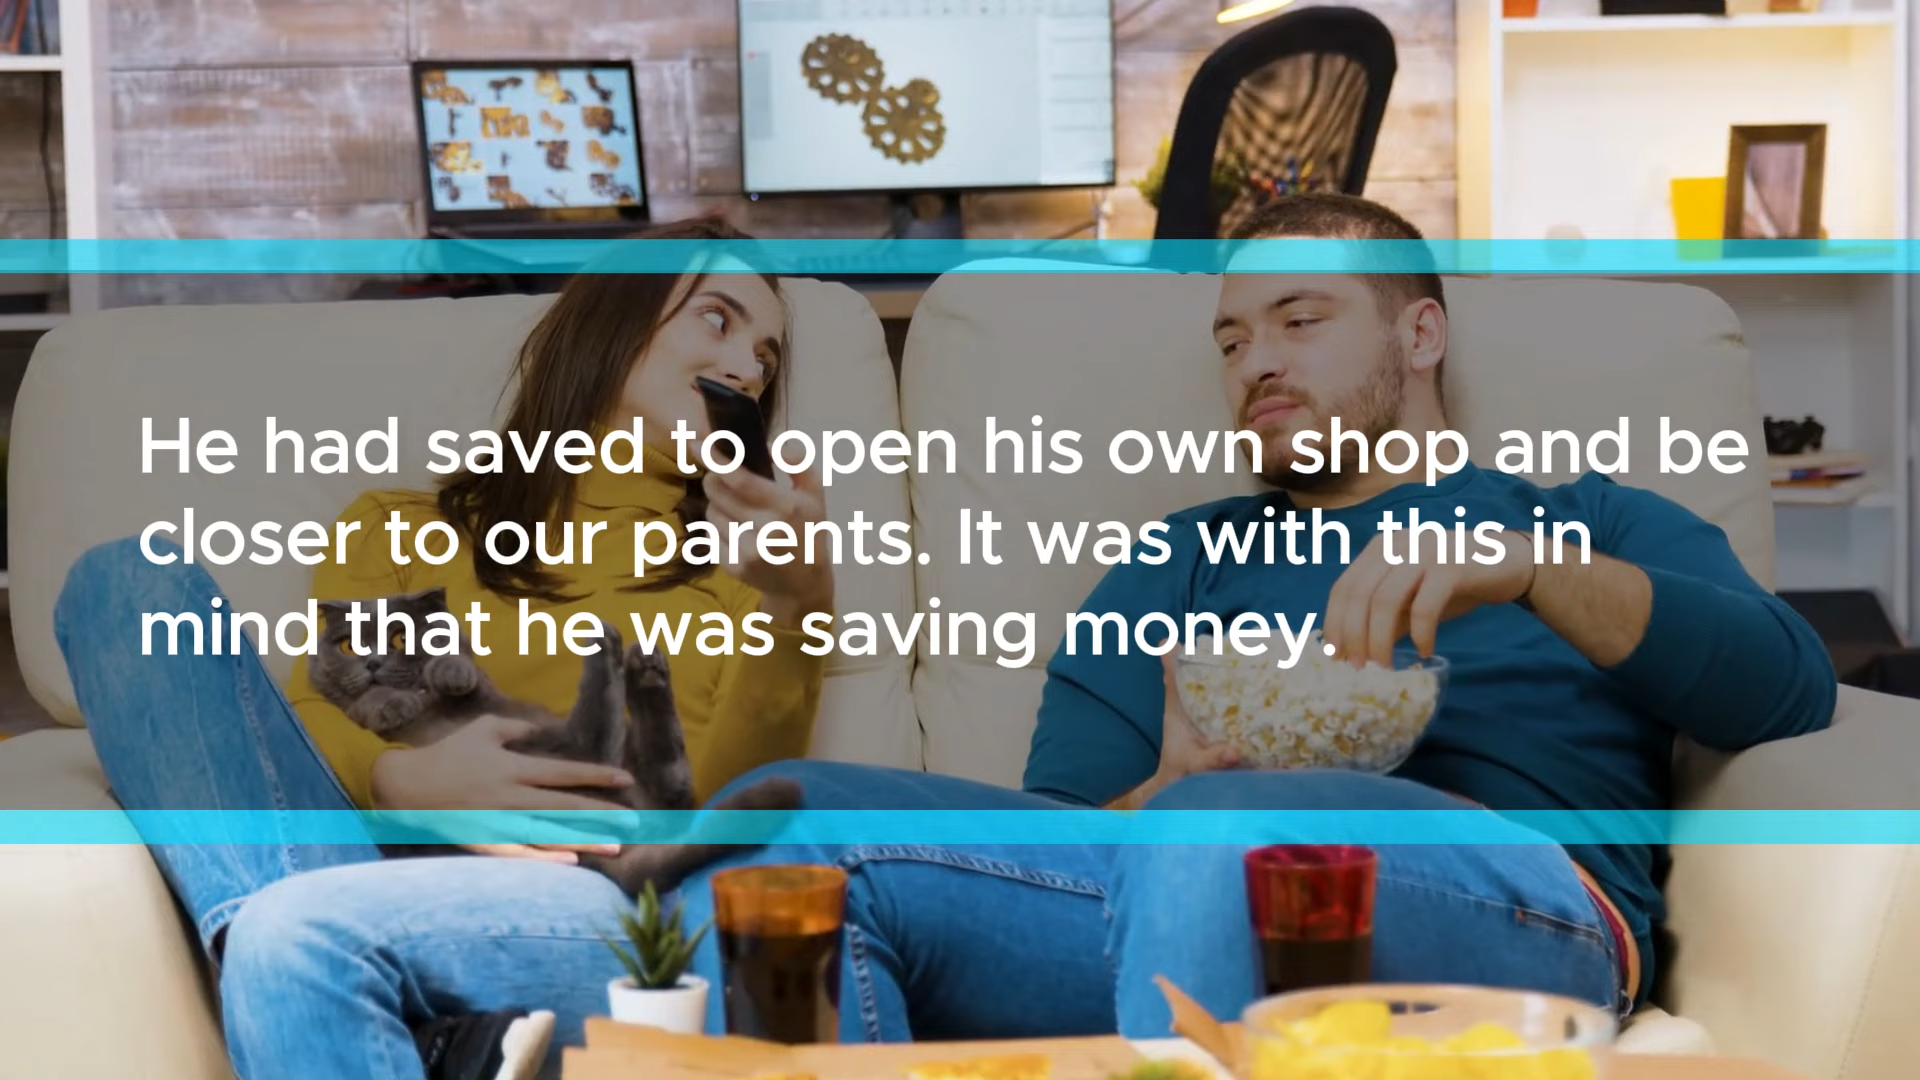 He had saved to open his own shop and be
closer to our parents. It was with this in
mind that he was saving money.